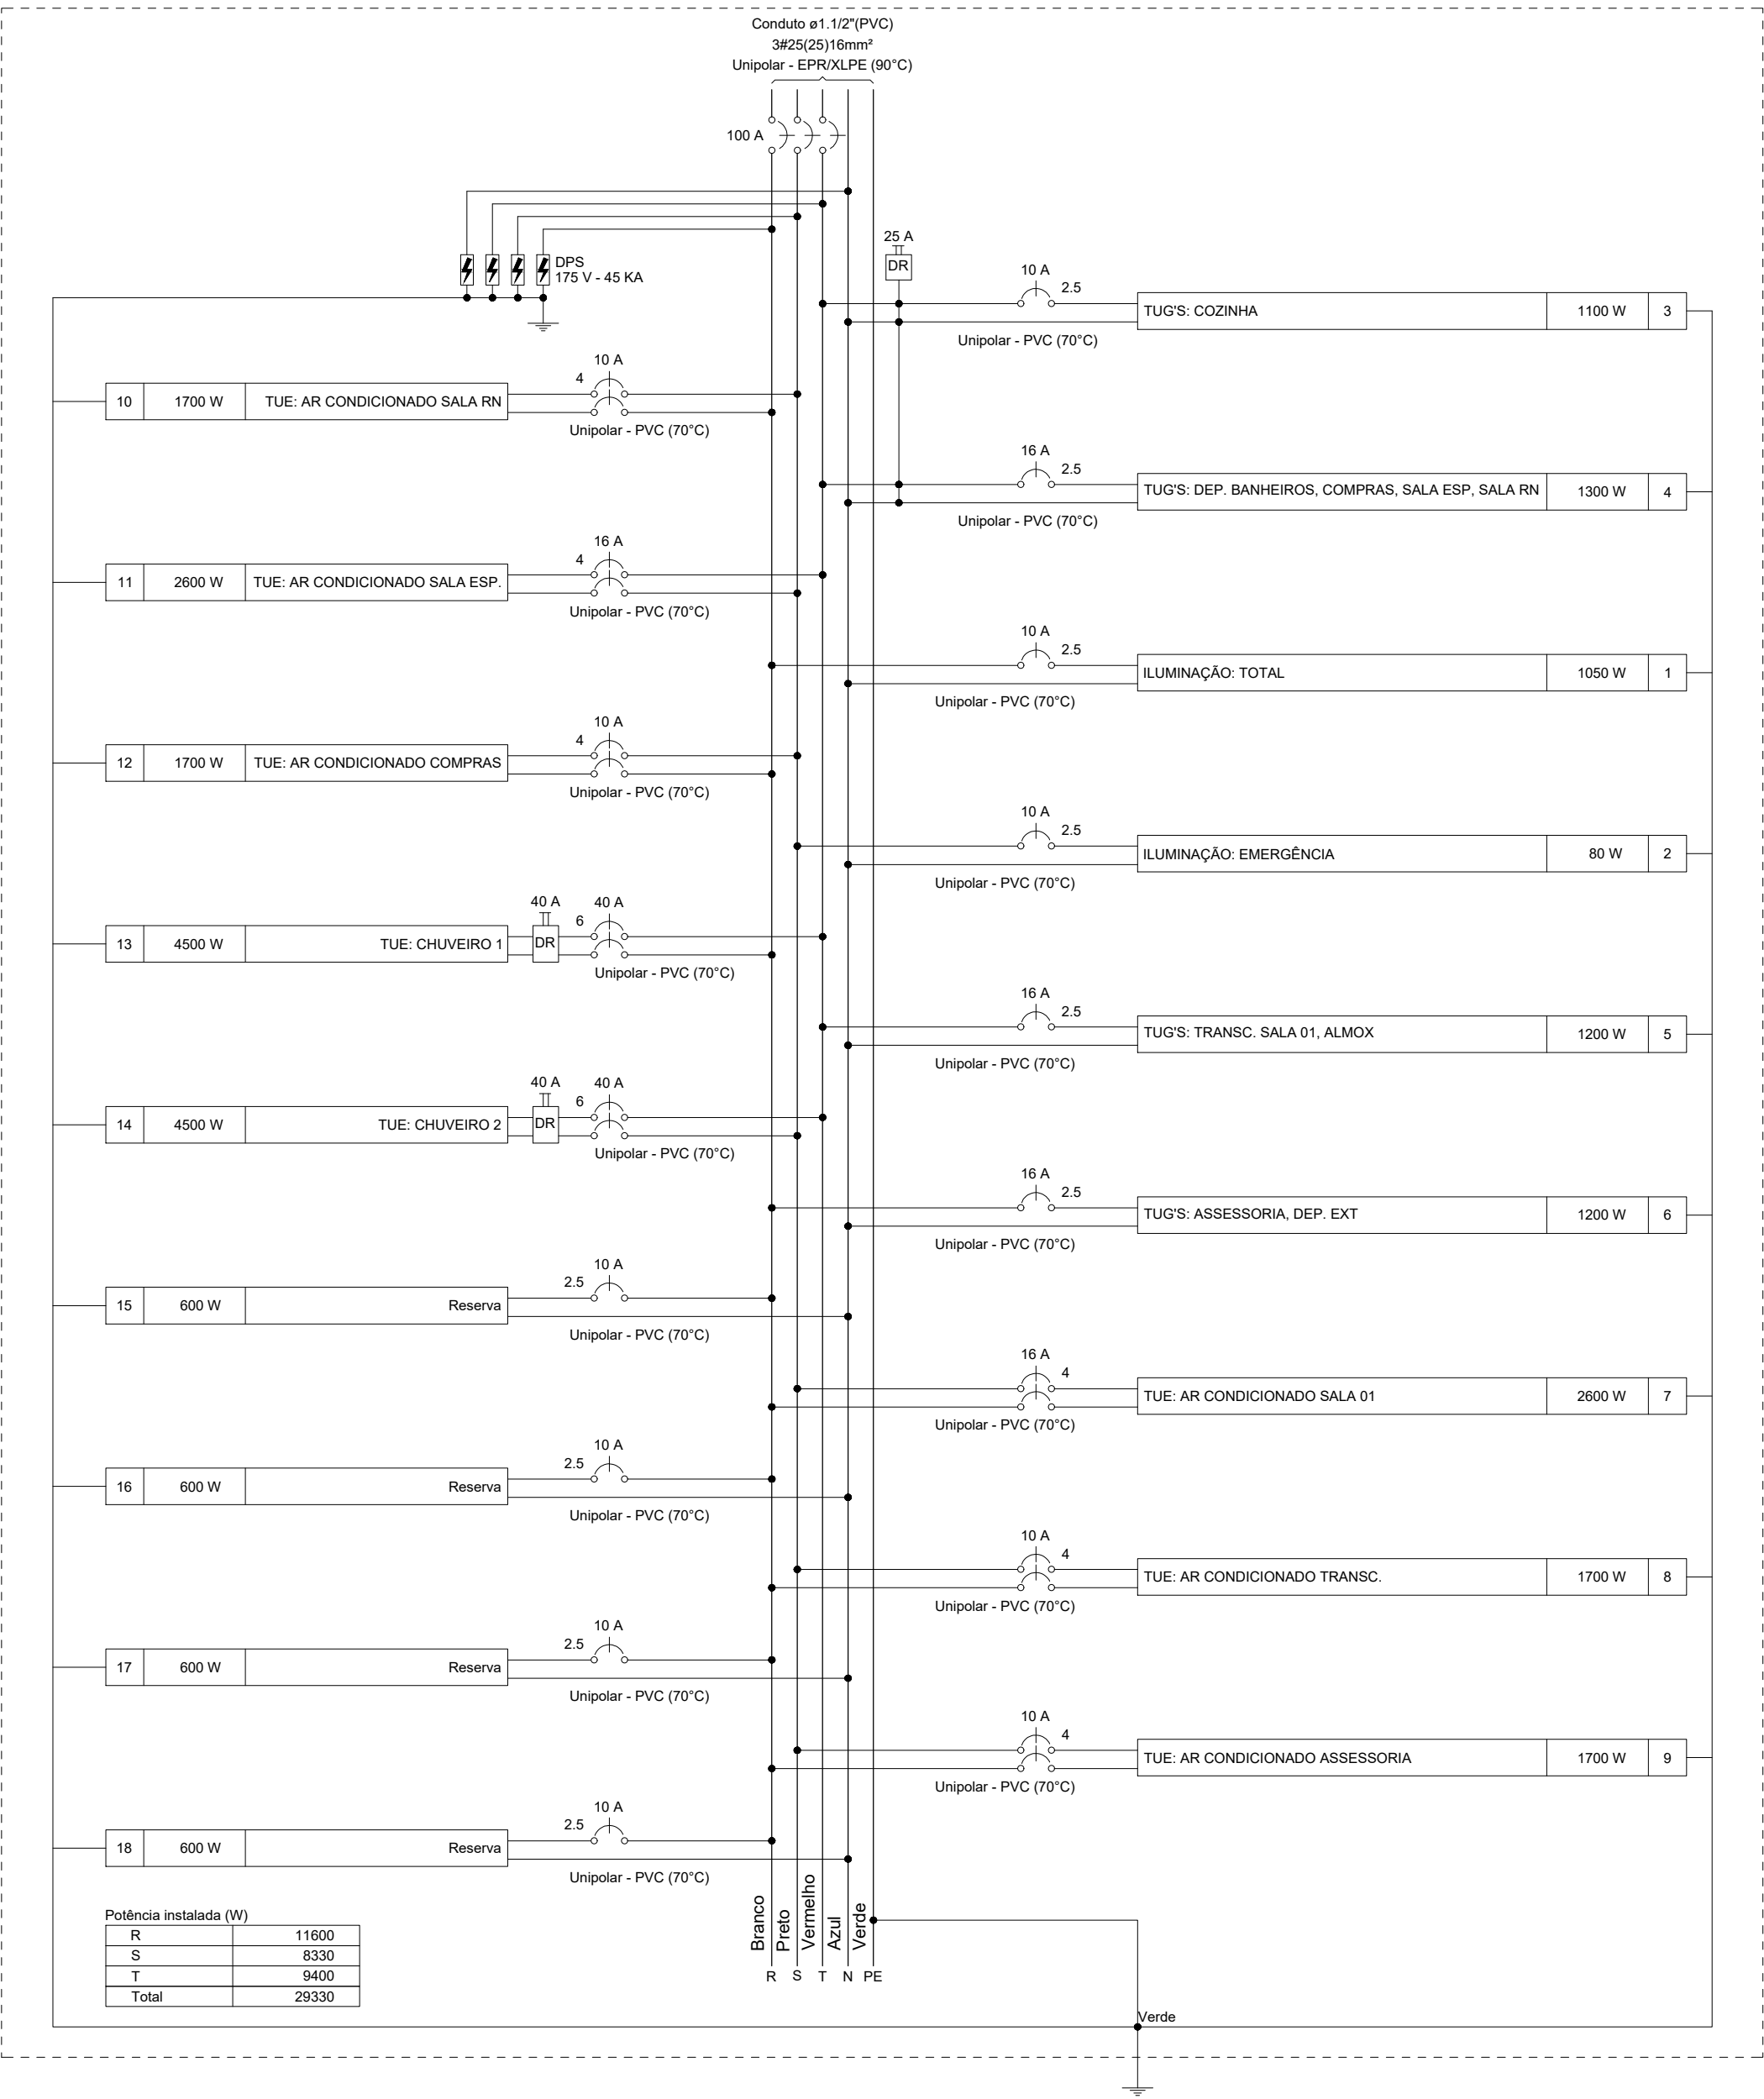 Conduto ø1.1/2"(PVC)
3#25(25)16mm²
Unipolar - EPR/XLPE (90°C)
100 A
DPS
175 V - 45 KA
25 A
DR
10 A
2.5
TUG'S: COZINHA 1100 W 3
Unipolar - PVC (70°C)
10 A
4
10 1700 W TUE: AR CONDICIONADO SALA RN
Unipolar - PVC (70°C)
16 A
2.5
TUG'S: DEP. BANHEIROS, COMPRAS, SALA ESP, SALA RN 1300 W 4
Unipolar - PVC (70°C)
16 A
4
11 2600 W TUE: AR CONDICIONADO SALA ESP.
Unipolar - PVC (70°C)
10 A
2.5
ILUMINAÇÃO: TOTAL 1050 W 1
Unipolar - PVC (70°C)
10 A
4
12 1700 W TUE: AR CONDICIONADO COMPRAS
Unipolar - PVC (70°C)
10 A
2.5
ILUMINAÇÃO: EMERGÊNCIA 80 W 2
Unipolar - PVC (70°C)
40 A 40 A
6
13 4500 W TUE: CHUVEIRO 1 DR
Unipolar - PVC (70°C)
16 A
2.5
TUG'S: TRANSC. SALA 01, ALMOX 1200 W 5
Unipolar - PVC (70°C)
40 A 40 A
6
14 4500 W TUE: CHUVEIRO 2 DR
Unipolar - PVC (70°C)
16 A
2.5
TUG'S: ASSESSORIA, DEP. EXT 1200 W 6
Unipolar - PVC (70°C)
10 A
2.5
15 600 W Reserva
Unipolar - PVC (70°C)
16 A
4
TUE: AR CONDICIONADO SALA 01 2600 W 7
Unipolar - PVC (70°C)
10 A
2.5
16 600 W Reserva
Unipolar - PVC (70°C)
10 A
4
TUE: AR CONDICIONADO TRANSC. 1700 W 8
Unipolar - PVC (70°C)
10 A
2.5
17 600 W Reserva
Unipolar - PVC (70°C)
10 A
4
TUE: AR CONDICIONADO ASSESSORIA 1700 W 9
Unipolar - PVC (70°C)
10 A
2.5
18 600 W Reserva
Unipolar - PVC (70°C)
Branco
Preto
Vermelho
Azul
Verde
R S T N PE
Potência instalada (W)
R 11600
S 8330
T 9400
Total 29330
Verde